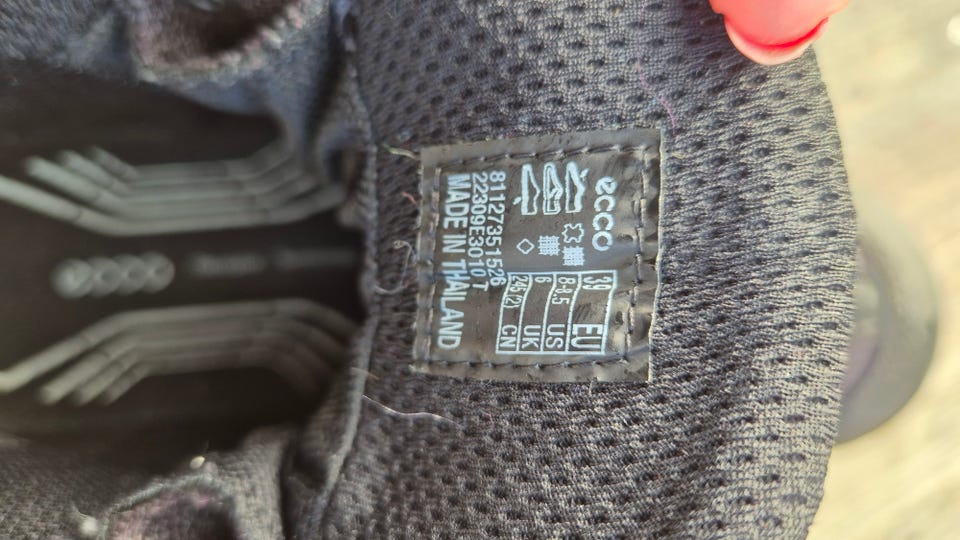 ecco
39 EU
8-8.5 US
6 UK
245(2) CN
81127351526
22309E3010 T
MADE IN THAILAND